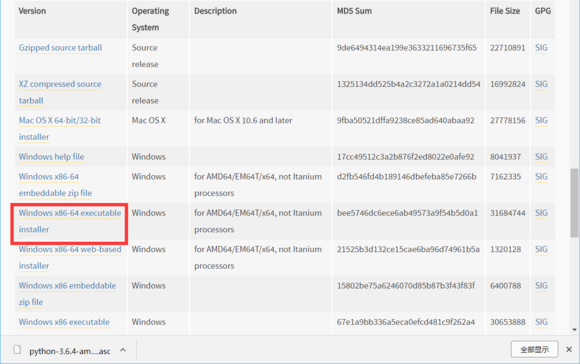 Version Operating System Description MD5 Sum File Size GPG
Gzipped source tarball Source release 9de6494314ea199e3633211696735f65 22710891 SIG
XZ compressed source tarball Source release 1325134dd525b4a2c3272a1a0214dd54 16992824 SIG
Mac OS X 64-bit/32-bit installer Mac OS X for Mac OS X 10.6 and later 9fba50521dffa9238ce85ad640abaa92 27778156 SIG
Windows help file Windows 17cc49512c3a2b876f2ed8022e0afe92 8041937 SIG
Windows x86-64 embeddable zip file Windows for AMD64/EM64T/x64, not Itanium processors d2fb546fd4b189146dbefeba85e7266b 7162335 SIG
Windows x86-64 executable installer Windows for AMD64/EM64T/x64, not Itanium processors bee5746dc6ece6ab49573a9f54b5d0a1 31684744 SIG
Windows x86-64 web-based installer Windows for AMD64/EM64T/x64, not Itanium processors 21525b3d132ce15cae6ba96d74961b5a 1320128 SIG
Windows x86 embeddable zip file Windows 15802be75a6246070d85b87b3f43f83f 6400788 SIG
Windows x86 executable Windows 67e1a9bb336a5eca0efcd481c9f262a4 30653888 SIG
python-3.6.4-am....asc 全部显示